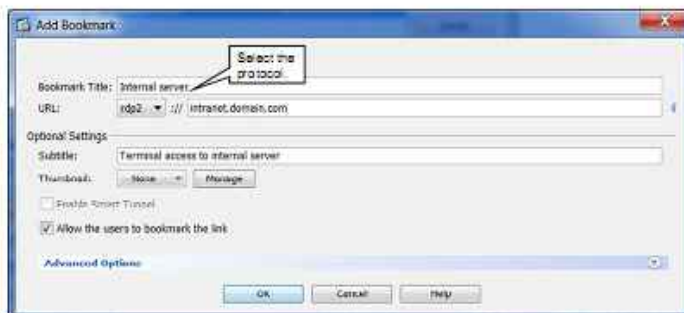 Add Bookmark
Select the
protocol.
Bookmark Title: Internal server
URL: rdp2 :// intranet.domain.com
Optional Settings
Subtitle: Terminal access to internal server
Thumbnail: None Manage
Enable Smart Tunnel
Allow the users to bookmark the link
Advanced Options
OK Cancel Help